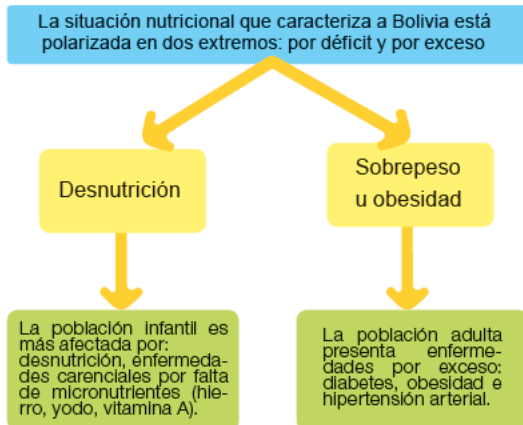 La situación nutricional que caracteriza a Bolivia está
polarizada en dos extremos: por déficit y por exceso
Desnutrición
Sobrepeso
u obesidad
La población infantil es
más afectada por:
desnutrición, enfermeda-
dades carenciales por falta
de micronutrientes (hie-
rro, yodo, vitamina A).
La población adulta
presenta enferme-
dades por exceso:
diabetes, obesidad e
hipertensión arterial.